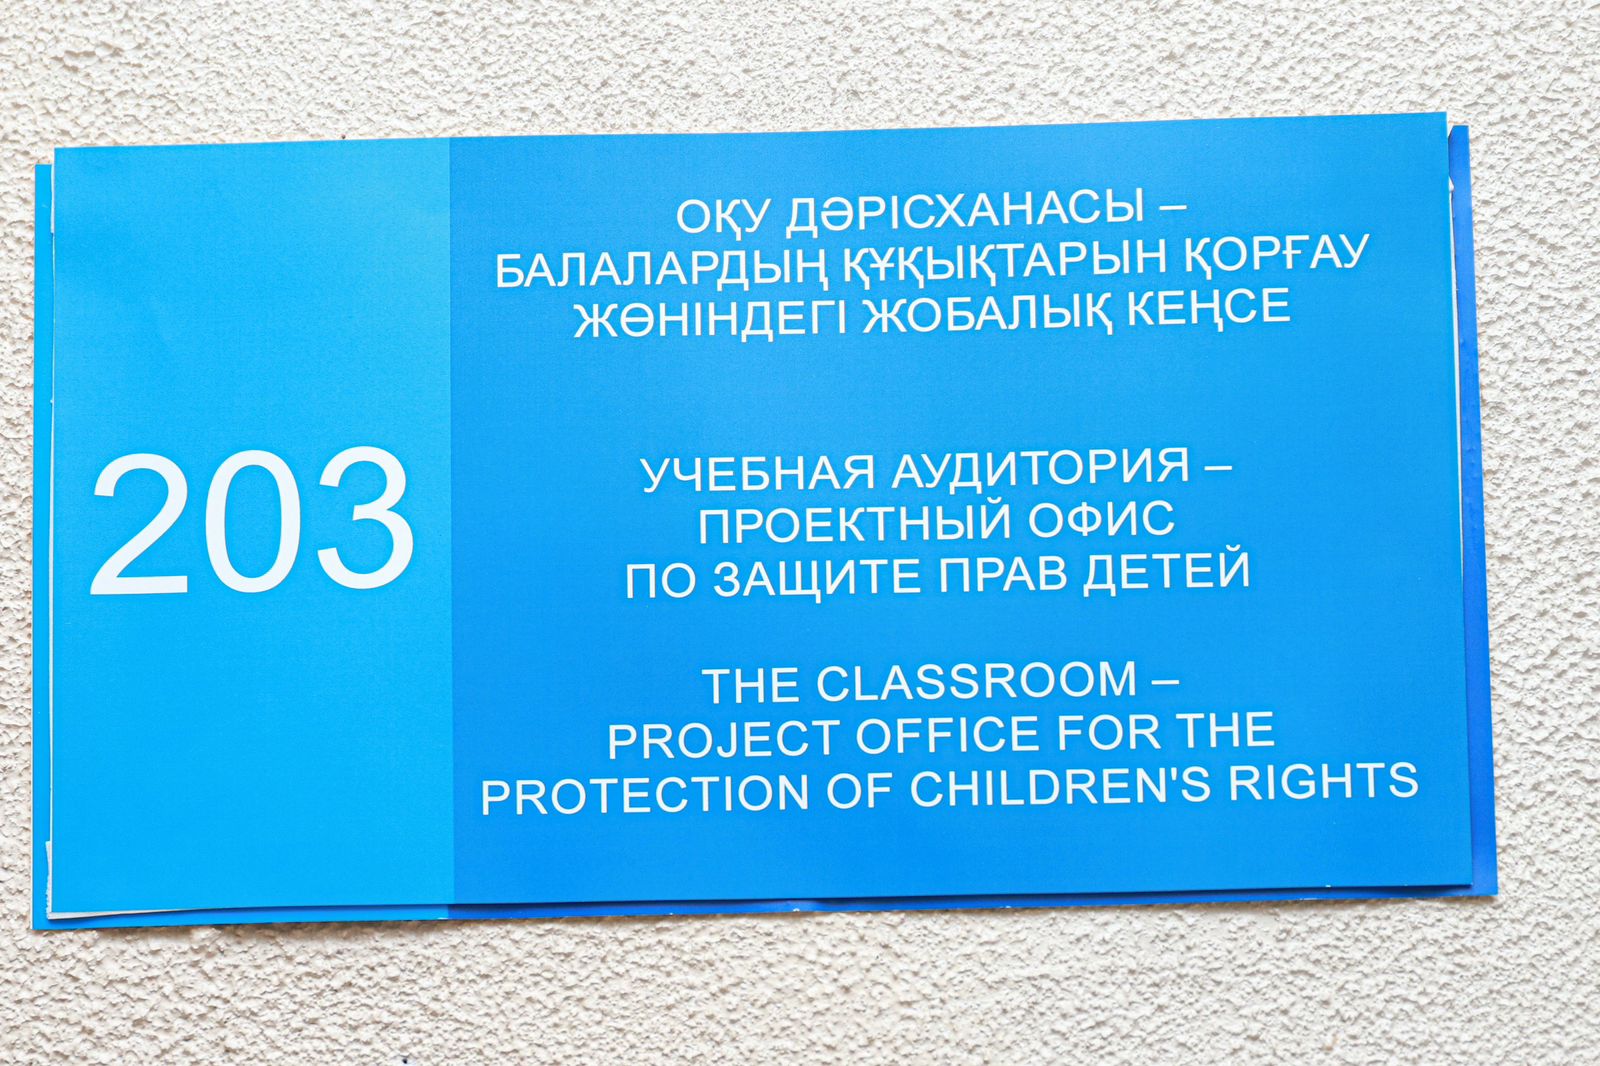 203
ОҚУ ДӘРІСХАНАСЫ –
БАЛАЛАРДЫҢ ҚҰҚЫҚТАРЫН ҚОРҒАУ
ЖӨНІНДЕГІ ЖОБАЛЫҚ КЕҢСЕ
УЧЕБНАЯ АУДИТОРИЯ –
ПРОЕКТНЫЙ ОФИС
ПО ЗАЩИТЕ ПРАВ ДЕТЕЙ
THE CLASSROOM –
PROJECT OFFICE FOR THE
PROTECTION OF CHILDREN'S RIGHTS